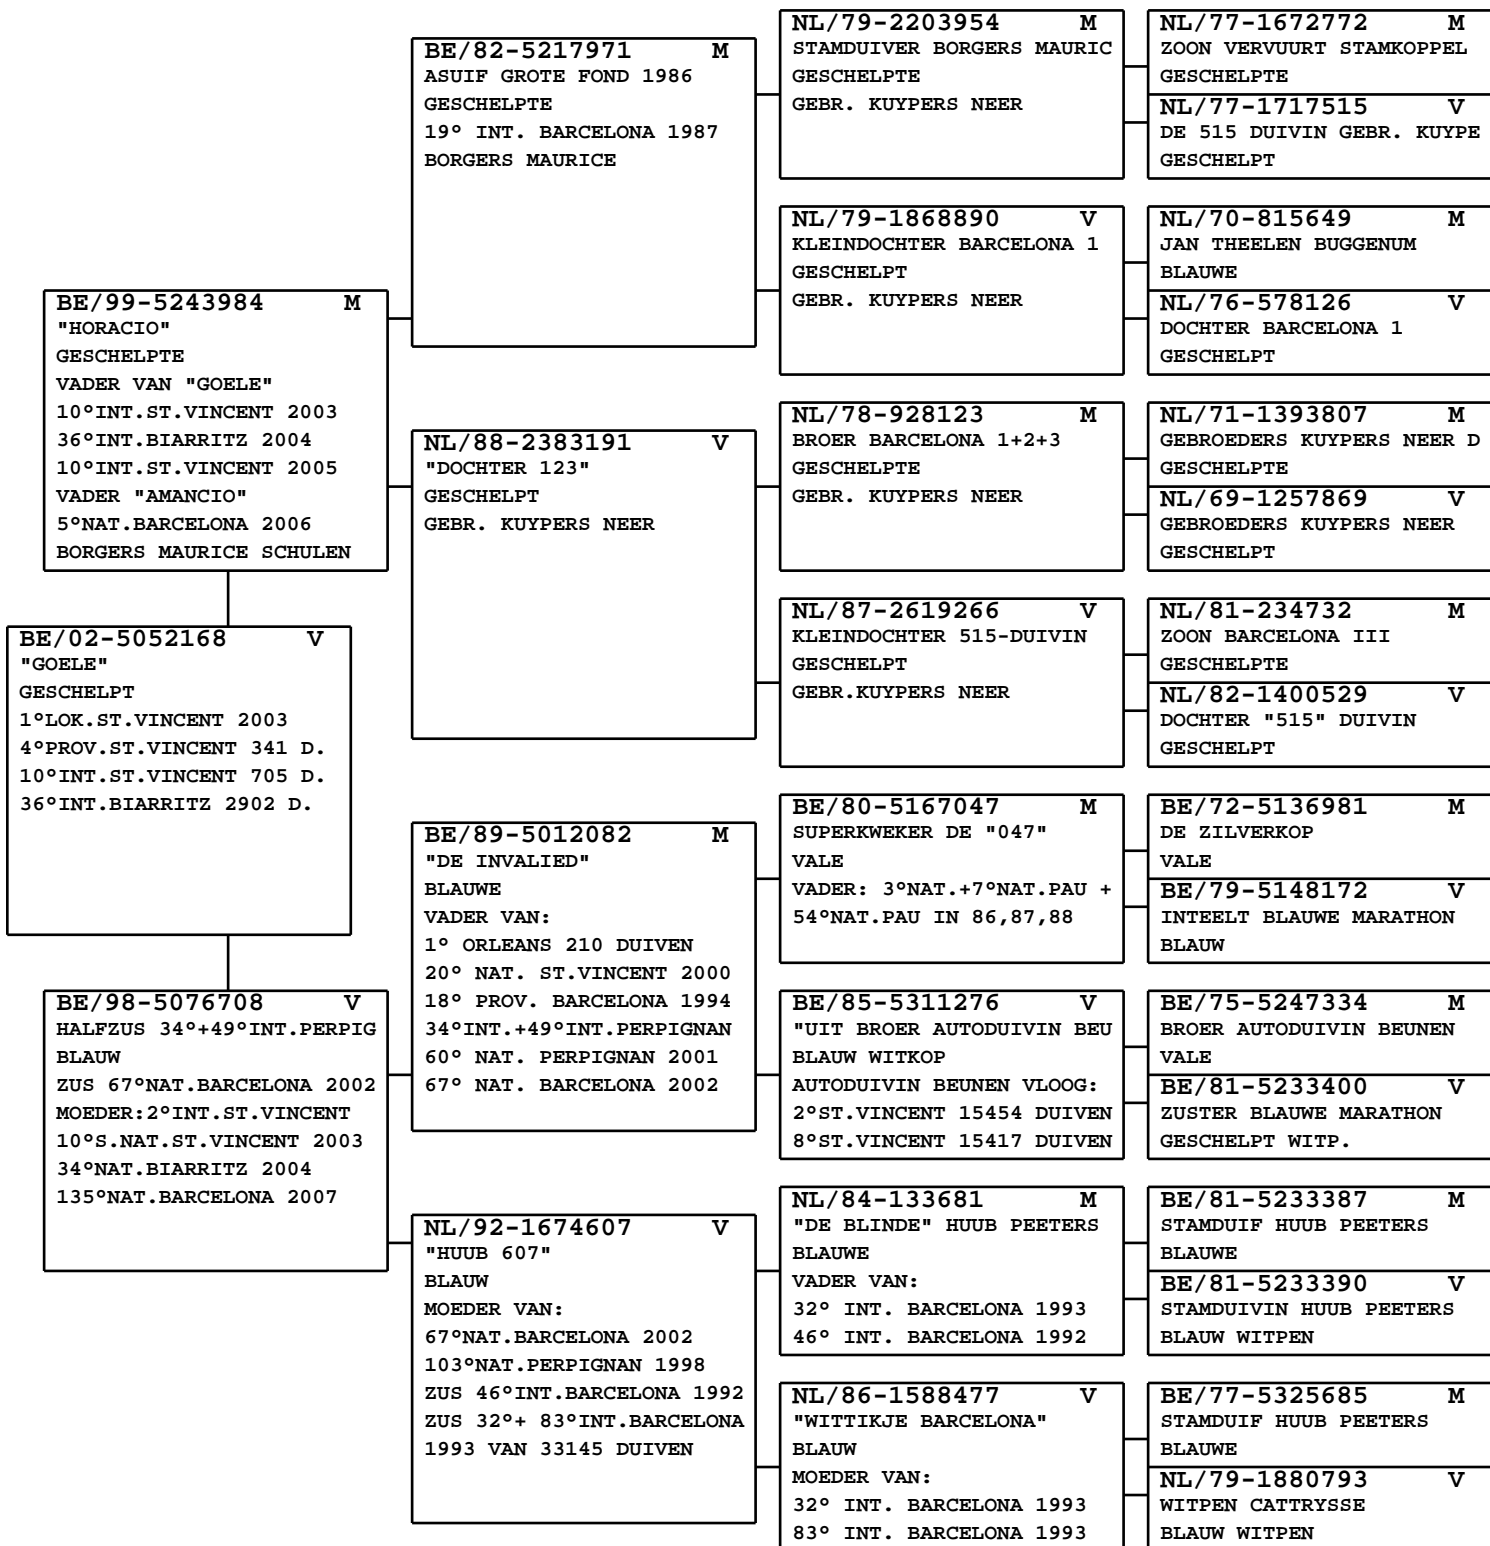 BE/02-5052168 V
"GOELE"
GESCHELPT
1°LOK.ST.VINCENT 2003
4°PROV.ST.VINCENT 341 D.
10°INT.ST.VINCENT 705 D.
36°INT.BIARRITZ 2902 D.
BE/99-5243984 M
"HORACIO"
GESCHELPTE
VADER VAN "GOELE"
10°INT.ST.VINCENT 2003
36°INT.BIARRITZ 2004
10°INT.ST.VINCENT 2005
VADER "AMANCIO"
5°NAT.BARCELONA 2006
BORGERS MAURICE SCHULEN
BE/98-5076708 V
HALFZUS 34°+49°INT.PERPIG
BLAUW
ZUS 67°NAT.BARCELONA 2002
MOEDER:2°INT.ST.VINCENT
10°S.NAT.ST.VINCENT 2003
34°NAT.BIARRITZ 2004
135°NAT.BARCELONA 2007
BE/82-5217971 M
ASUIF GROTE FOND 1986
GESCHELPTE
19° INT. BARCELONA 1987
BORGERS MAURICE
NL/88-2383191 V
"DOCHTER 123"
GESCHELPT
GEBR. KUYPERS NEER
BE/89-5012082 M
"DE INVALIED"
BLAUWE
VADER VAN:
1° ORLEANS 210 DUIVEN
20° NAT. ST.VINCENT 2000
18° PROV. BARCELONA 1994
34°INT.+49°INT.PERPIGNAN
60° NAT. PERPIGNAN 2001
67° NAT. BARCELONA 2002
NL/92-1674607 V
"HUUB 607"
BLAUW
MOEDER VAN:
67°NAT.BARCELONA 2002
103°NAT.PERPIGNAN 1998
ZUS 46°INT.BARCELONA 1992
ZUS 32°+ 83°INT.BARCELONA
1993 VAN 33145 DUIVEN
NL/79-2203954 M
STAMDUIVER BORGERS MAURIC
GESCHELPTE
GEBR. KUYPERS NEER
NL/79-1868890 V
KLEINDOCHTER BARCELONA 1
GESCHELPT
GEBR. KUYPERS NEER
NL/78-928123 M
BROER BARCELONA 1+2+3
GESCHELPTE
GEBR. KUYPERS NEER
NL/87-2619266 V
KLEINDOCHTER 515-DUIVIN
GESCHELPT
GEBR.KUYPERS NEER
BE/80-5167047 M
SUPERKWEKER DE "047"
VALE
VADER: 3°NAT.+7°NAT.PAU +
54°NAT.PAU IN 86,87,88
BE/85-5311276 V
"UIT BROER AUTODUIVIN BEU
BLAUW WITKOP
AUTODUIVIN BEUNEN VLOOG:
2°ST.VINCENT 15454 DUIVEN
8°ST.VINCENT 15417 DUIVEN
NL/84-133681 M
"DE BLINDE" HUUB PEETERS
BLAUWE
VADER VAN:
32° INT. BARCELONA 1993
46° INT. BARCELONA 1992
NL/86-1588477 V
"WITTIKJE BARCELONA"
BLAUW
MOEDER VAN:
32° INT. BARCELONA 1993
83° INT. BARCELONA 1993
NL/77-1672772 M
ZOON VERVUURT STAMKOPPEL
GESCHELPTE
NL/77-1717515 V
DE 515 DUIVIN GEBR. KUYPE
GESCHELPT
NL/70-815649 M
JAN THEELEN BUGGENUM
BLAUWE
NL/76-578126 V
DOCHTER BARCELONA 1
GESCHELPT
NL/71-1393807 M
GEBROEDERS KUYPERS NEER D
GESCHELPTE
NL/69-1257869 V
GEBROEDERS KUYPERS NEER
GESCHELPT
NL/81-234732 M
ZOON BARCELONA III
GESCHELPTE
NL/82-1400529 V
DOCHTER "515" DUIVIN
GESCHELPT
BE/72-5136981 M
DE ZILVERKOP
VALE
BE/79-5148172 V
INTEELT BLAUWE MARATHON
BLAUW
BE/75-5247334 M
BROER AUTODUIVIN BEUNEN
VALE
BE/81-5233400 V
ZUSTER BLAUWE MARATHON
GESCHELPT WITP.
BE/81-5233387 M
STAMDUIF HUUB PEETERS
BLAUWE
BE/81-5233390 V
STAMDUIVIN HUUB PEETERS
BLAUW WITPEN
BE/77-5325685 M
STAMDUIF HUUB PEETERS
BLAUWE
NL/79-1880793 V
WITPEN CATTRYSSE
BLAUW WITPEN